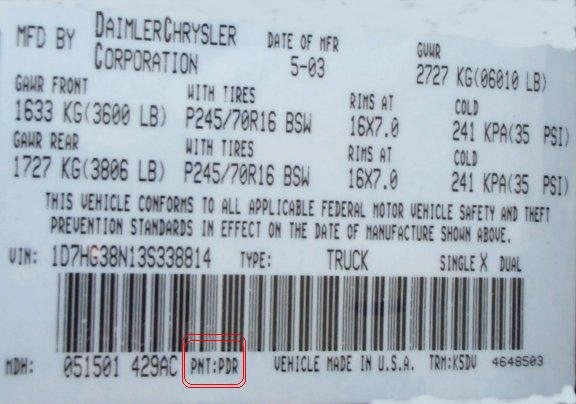 MFD BY DAIMLERCHRYSLER CORPORATION DATE OF MFR 5-03 GVWR 2727 KG(06010 LB)
GAWR FRONT WITH TIRES RIMS AT COLD
1633 KG(3600 LB) P245/70R16 BSW 16X7.0 241 KPA(35 PSI)
GAWR REAR WITH TIRES RIMS AT COLD
1727 KG(3806 LB) P245/70R16 BSW 16X7.0 241 KPA(35 PSI)
THIS VEHICLE CONFORMS TO ALL APPLICABLE FEDERAL MOTOR VEHICLE SAFETY AND THEFT
PREVENTION STANDARDS IN EFFECT ON THE DATE OF MANUFACTURE SHOWN ABOVE.
VIN: 1D7HG38N13S338814 TYPE: TRUCK SINGLE X DUAL
MDH: 051501 429AC PNT:PDR VEHICLE MADE IN U.S.A. TRM:K5DV 4648503